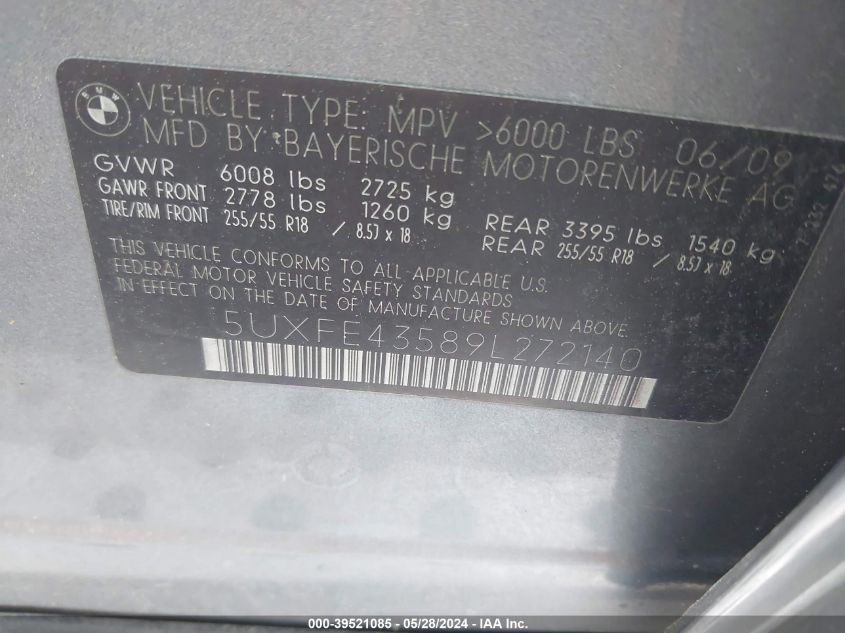 BMW
VEHICLE TYPE: MPV >6000 LBS 06/09
MFD BY BAYERISCHE MOTORENWERKE AG
GVWR 6008 lbs 2725 kg
GAWR FRONT 2778 lbs 1260 kg REAR 3395 lbs 1540 kg
TIRE/RIM FRONT 255/55 R18 / 8.5J x 18 REAR 255/55 R18 / 8.5J x 18
THIS VEHICLE CONFORMS TO ALL APPLICABLE U.S.
FEDERAL MOTOR VEHICLE SAFETY STANDARDS
IN EFFECT ON THE DATE OF MANUFACTURE SHOWN ABOVE.
5UXFE43589L272140
000-39521085 - 05/28/2024 - IAA Inc.